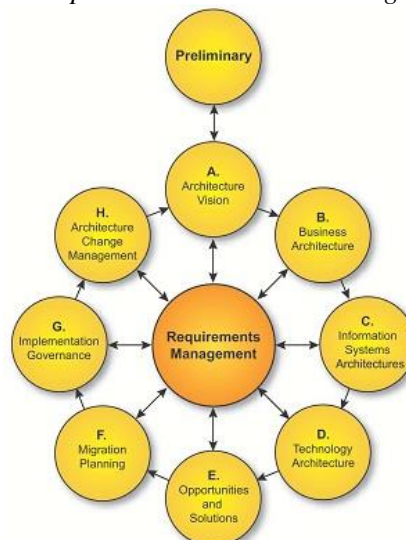 Preliminary
A.
Architecture
Vision
B.
Business
Architecture
C.
Information
Systems
Architectures
D.
Technology
Architecture
E.
Opportunities
and
Solutions
F.
Migration
Planning
G.
Implementation
Governance
H.
Architecture
Change
Management
Requirements
Management